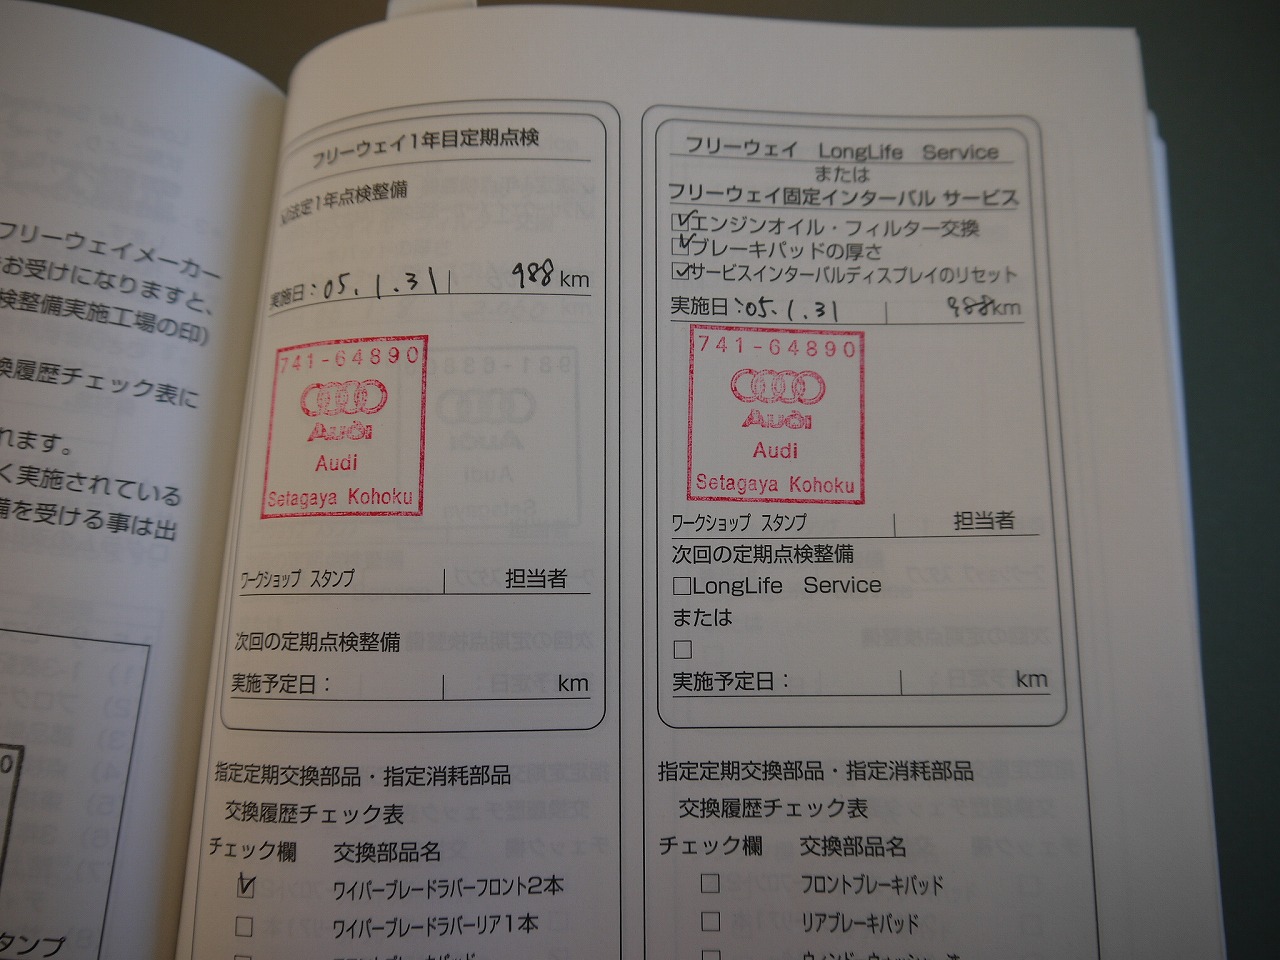 フリーウェイメーカー
お受けになりますと、
検整備実施工場の印)
換履歴チェック表に
れます。
く実施されている
備を受ける事は出
タンプ
フリーウェイ1年目定期点検
法定1年点検整備
実施日：05.1.31 988 km
741-64890
Audi
Audi
Setagaya Kohoku
ワークショップ スタンプ 担当者
次回の定期点検整備
実施予定日： km
指定定期交換部品・指定消耗部品
交換履歴チェック表
チェック欄 交換部品名
ワイパーブレードラバーフロント2本
ワイパーブレードラバーリア1本
フリーウェイ LongLife Service
または
フリーウェイ固定インターバル サービス
エンジンオイル・フィルター交換
ブレーキパッドの厚さ
サービスインターバルディスプレイのリセット
実施日：05.1.31 988km
741-64890
Audi
Audi
Setagaya Kohoku
ワークショップ スタンプ 担当者
次回の定期点検整備
LongLife Service
または
実施予定日： km
指定定期交換部品・指定消耗部品
交換履歴チェック表
チェック欄 交換部品名
フロントブレーキパッド
リアブレーキパッド